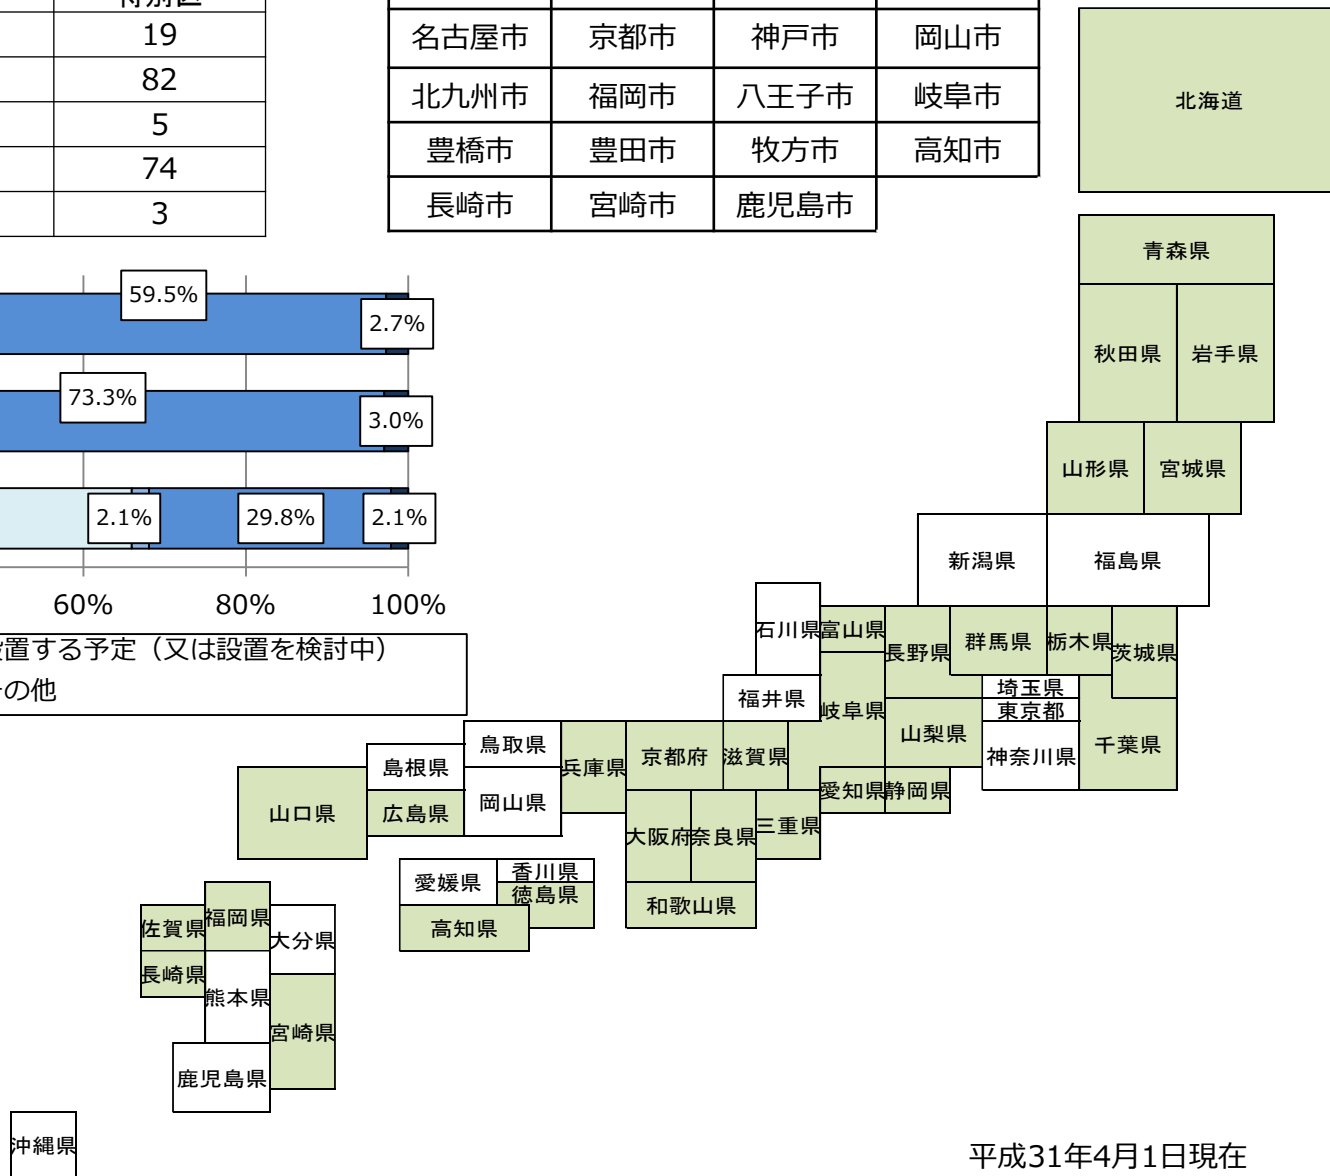 特別区
19
82
5
74
3
名古屋市 京都市 神戸市 岡山市
北九州市 福岡市 八王子市 岐阜市
豊橋市 豊田市 牧方市 高知市
長崎市 宮崎市 鹿児島市
59.5%
2.7%
73.3%
3.0%
2.1% 29.8% 2.1%
60% 80% 100%
置する予定（又は設置を検討中）
の他
北海道
青森県
秋田県 岩手県
山形県 宮城県
新潟県 福島県
石川県 富山県 長野県 群馬県 栃木県 茨城県
福井県 岐阜県 埼玉県
東京都
山梨県 神奈川県 千葉県
鳥取県 兵庫県 京都府 滋賀県
島根県 岡山県 愛知県 静岡県
山口県 広島県 大阪府 奈良県 三重県
愛媛県 香川県
徳島県 和歌山県
高知県
佐賀県 福岡県 大分県
長崎県 熊本県
宮崎県
鹿児島県
沖縄県
平成31年4月1日現在